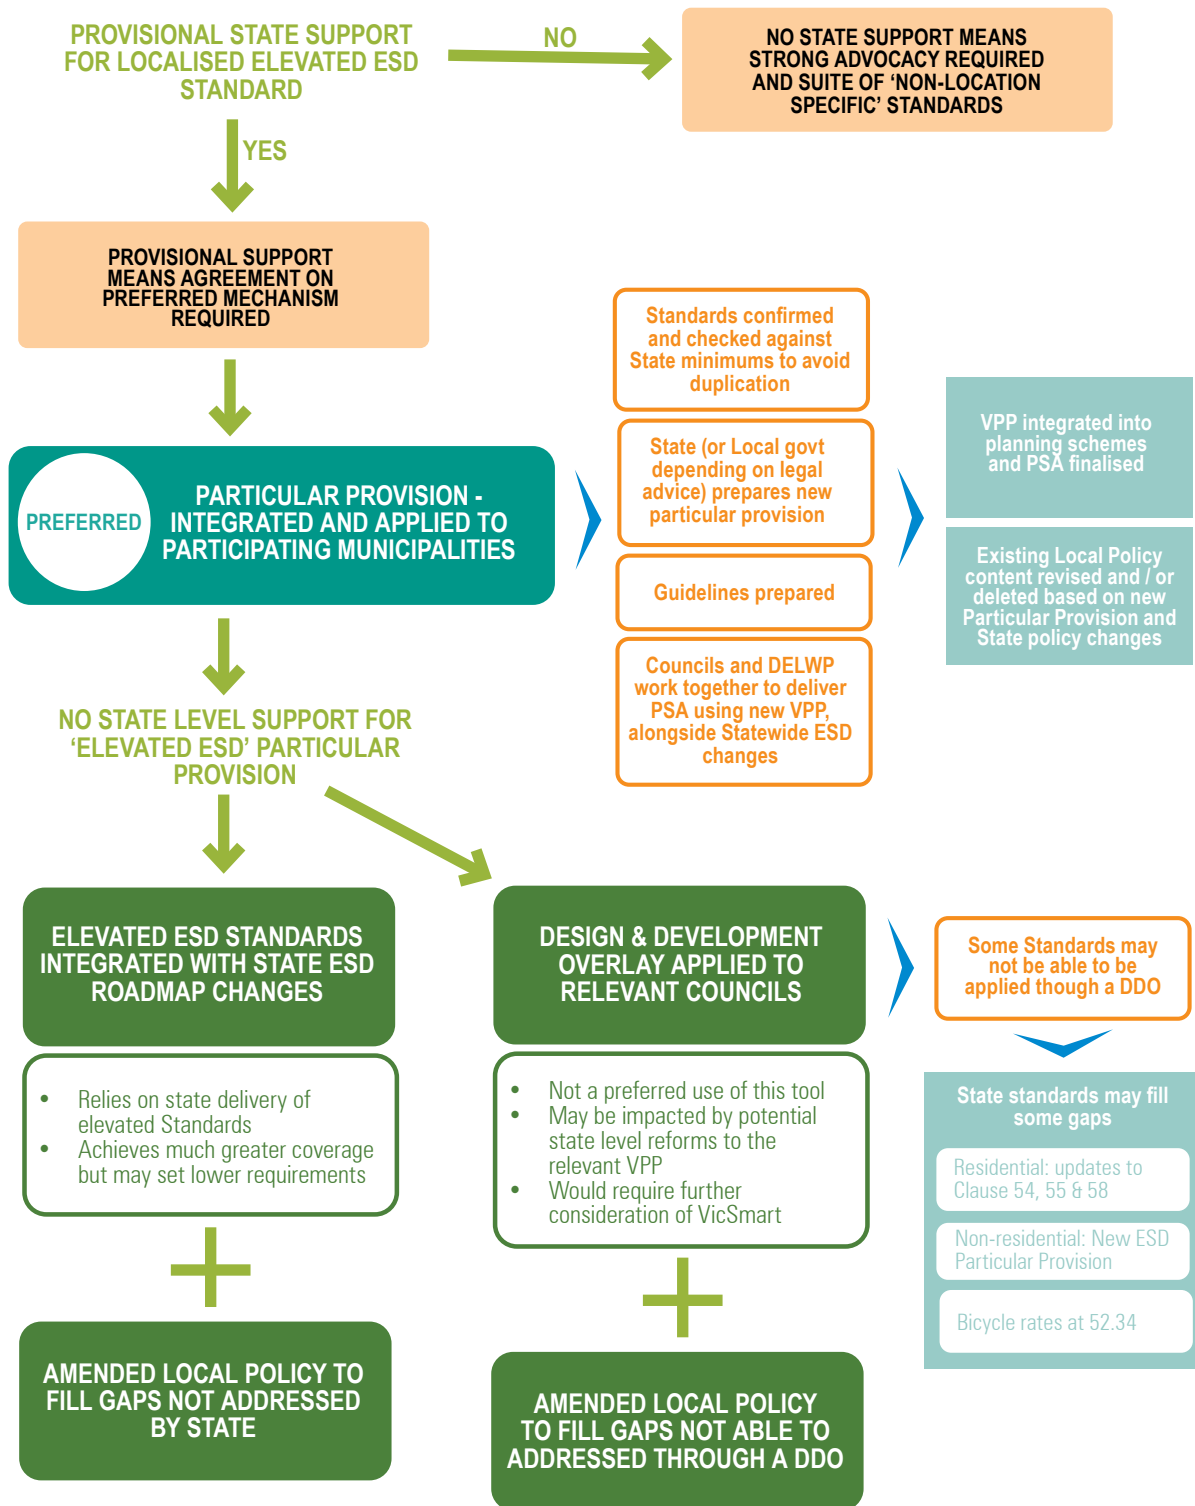 PROVISIONAL STATE SUPPORT
FOR LOCALISED ELEVATED ESD
STANDARD
NO
NO STATE SUPPORT MEANS
STRONG ADVOCACY REQUIRED
AND SUITE OF ‘NON-LOCATION
SPECIFIC’ STANDARDS
YES
PROVISIONAL SUPPORT
MEANS AGREEMENT ON
PREFERRED MECHANISM
REQUIRED
PREFERRED
PARTICULAR PROVISION -
INTEGRATED AND APPLIED TO
PARTICIPATING MUNICIPALITIES
Standards confirmed
and checked against
State minimums to avoid
duplication
State (or Local govt
depending on legal
advice) prepares new
particular provision
Guidelines prepared
Councils and DELWP
work together to deliver
PSA using new VPP,
alongside Statewide ESD
changes
VPP integrated into
planning schemes
and PSA finalised
Existing Local Policy
content revised and / or
deleted based on new
Particular Provision and
State policy changes
NO STATE LEVEL SUPPORT FOR
‘ELEVATED ESD’ PARTICULAR
PROVISION
ELEVATED ESD STANDARDS
INTEGRATED WITH STATE ESD
ROADMAP CHANGES
• Relies on state delivery of
elevated Standards
• Achieves much greater coverage
but may set lower requirements
AMENDED LOCAL POLICY TO
FILL GAPS NOT ADDRESSED
BY STATE
DESIGN & DEVELOPMENT
OVERLAY APPLIED TO
RELEVANT COUNCILS
• Not a preferred use of this tool
• May be impacted by potential
state level reforms to the
relevant VPP
• Would require further
consideration of VicSmart
AMENDED LOCAL POLICY
TO FILL GAPS NOT ABLE TO
ADDRESSED THROUGH A DDO
Some Standards may
not be able to be
applied though a DDO
State standards may fill
some gaps
Residential: updates to
Clause 54, 55 & 58
Non-residential: New ESD
Particular Provision
Bicycle rates at 52.34